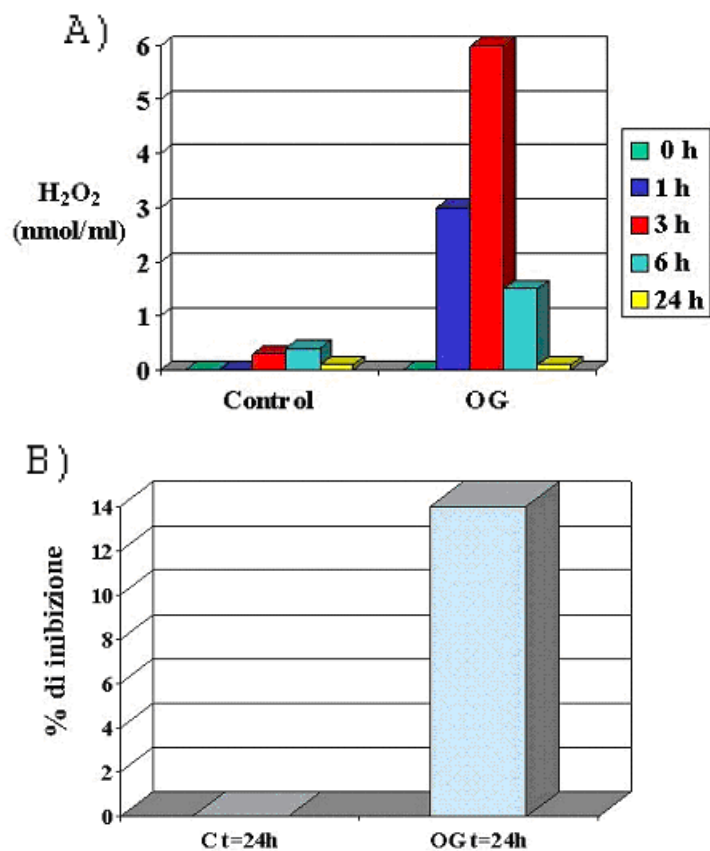 A)
6
5
4
3
2
1
0
H₂O₂
(nmol/ml)
Control OG
0 h
1 h
3 h
6 h
24 h
B)
14
12
10
8
6
4
2
0
% di inibizione
C t=24h OG t=24h